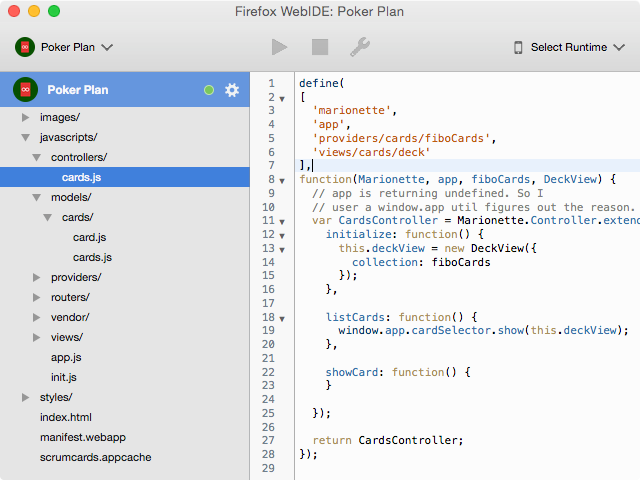 Firefox WebIDE: Poker Plan
Poker Plan
Select Runtime
Poker Plan
images/
javascripts/
controllers/
cards.js
models/
cards/
card.js
cards.js
providers/
routers/
vendor/
views/
app.js
init.js
styles/
index.html
manifest.webapp
scrumcards.appcache
1 define(
2 [
3   'marionette',
4   'app',
5   'providers/cards/fiboCards',
6   'views/cards/deck'
7 ],
8 function(Marionette, app, fiboCards, DeckView) {
9   // app is returning undefined. So I
10   // user a window.app util figures out the reason.
11   var CardsController = Marionette.Controller.extend
12     initialize: function() {
13       this.deckView = new DeckView({
14         collection: fiboCards
15       });
16     },
17
18     listCards: function() {
19       window.app.cardSelector.show(this.deckView);
20     },
21
22     showCard: function() {
23     }
24
25   });
26
27   return CardsController;
28 });
29